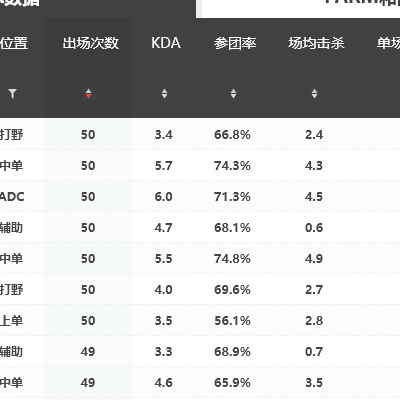 数据
位置 出场次数 KDA 参团率 场均击杀 单场
打野 50 3.4 66.8% 2.4
中单 50 5.7 74.3% 4.3
ADC 50 6.0 71.3% 4.5
辅助 50 4.7 68.1% 0.6
中单 50 5.5 74.8% 4.9
打野 50 4.0 69.6% 2.7
上单 50 3.5 56.1% 2.8
辅助 49 3.3 68.9% 0.7
中单 49 4.6 65.9% 3.5